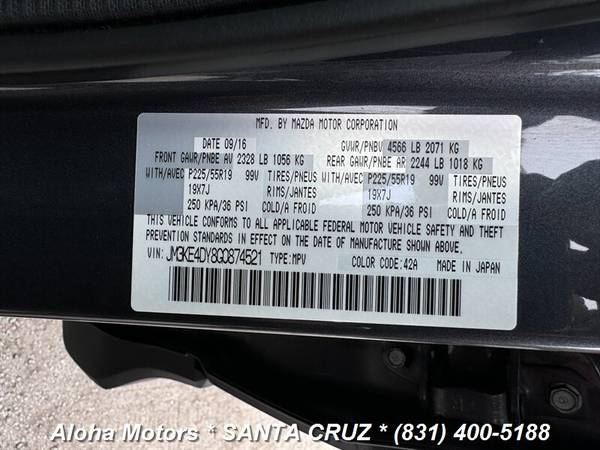 MFD. BY MAZDA MOTOR CORPORATION
DATE 09/16 GVWR/PNBV 4566 LB 2071 KG
FRONT GAWR/PNBE AV 2328 LB 1056 KG REAR GAWR/PNBE AR 2244 LB 1018 KG
WITH/AVEC P225/55R19 99V TIRES/PNEUS WITH/AVEC P225/55R19 99V TIRES/PNEUS
19X7J RIMS/JANTES 19X7J RIMS/JANTES
250 KPA/36 PSI COLD/FROID 250 KPA/36 PSI COLD/FROID
THIS VEHICLE CONFORMS TO ALL APPLICABLE FEDERAL MOTOR VEHICLE SAFETY AND THEFT
PREVENTION STANDARDS IN EFFECT ON THE DATE OF MANUFACTURE SHOWN ABOVE.
VIN: JM3KE4DY8G0874521 TYPE: MPV COLOR CODE: 42A MADE IN JAPAN
Aloha Motors * SANTA CRUZ * (831) 400-5188